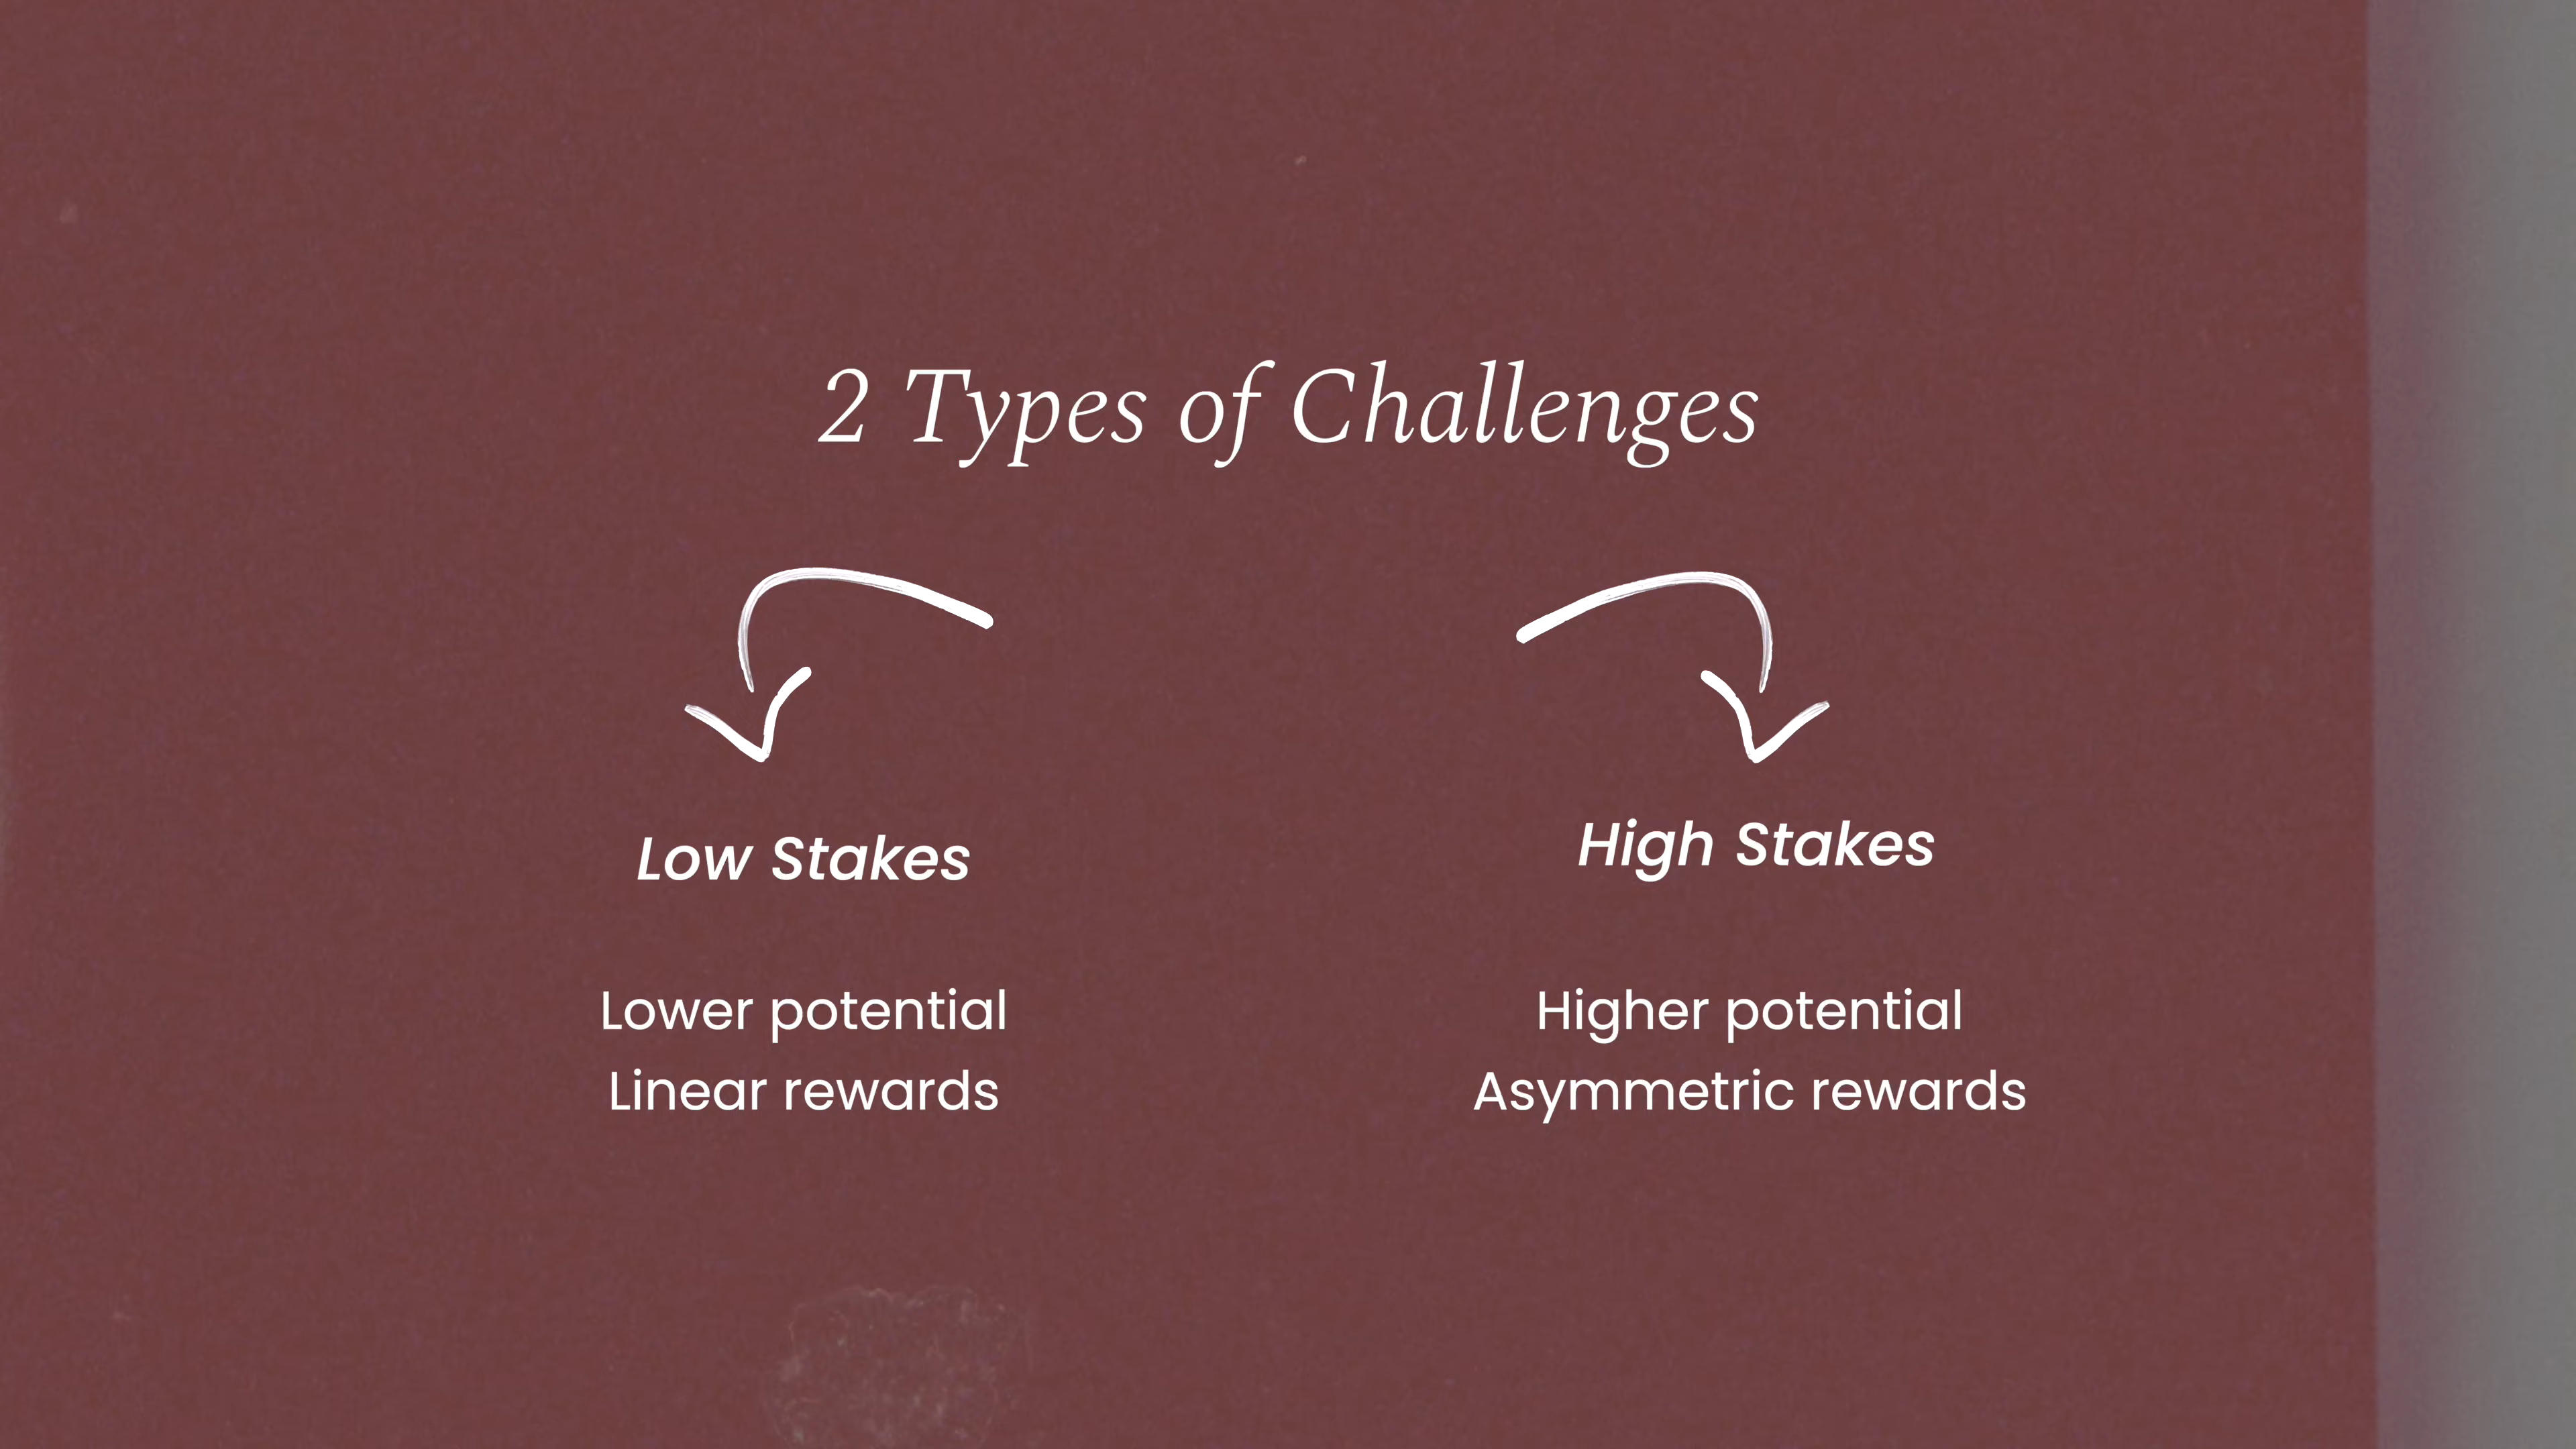 2 Types of Challenges
Low Stakes
Lower potential
Linear rewards
High Stakes
Higher potential
Asymmetric rewards